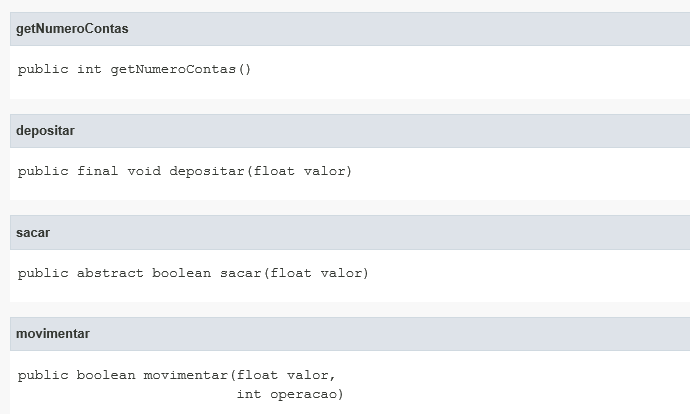 getNumeroContas
public int getNumeroContas()
depositar
public final void depositar(float valor)
sacar
public abstract boolean sacar(float valor)
movimentar
public boolean movimentar(float valor,
int operacao)